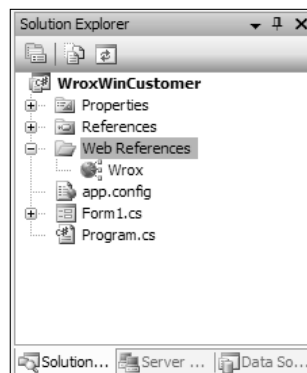 Solution Explorer
WroxWinCustomer
Properties
References
Web References
Wrox
app.config
Form1.cs
Program.cs
Solution... Server ... Data So...